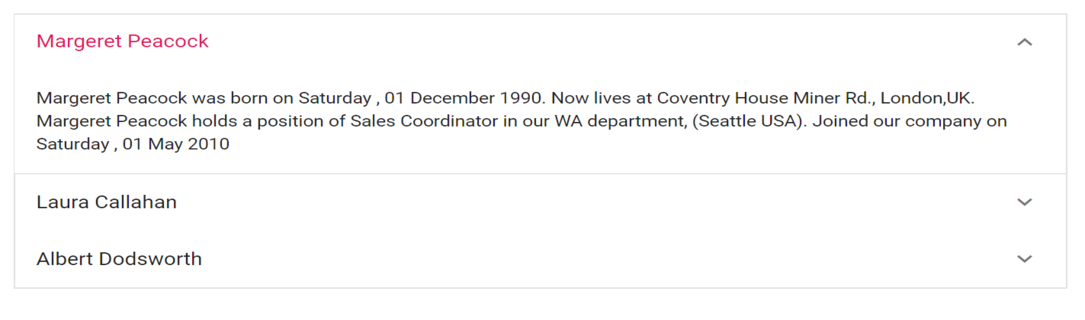 Margeret Peacock
Margeret Peacock was born on Saturday , 01 December 1990. Now lives at Coventry House Miner Rd., London,UK.
Margeret Peacock holds a position of Sales Coordinator in our WA department, (Seattle USA). Joined our company on
Saturday , 01 May 2010
Laura Callahan
Albert Dodsworth